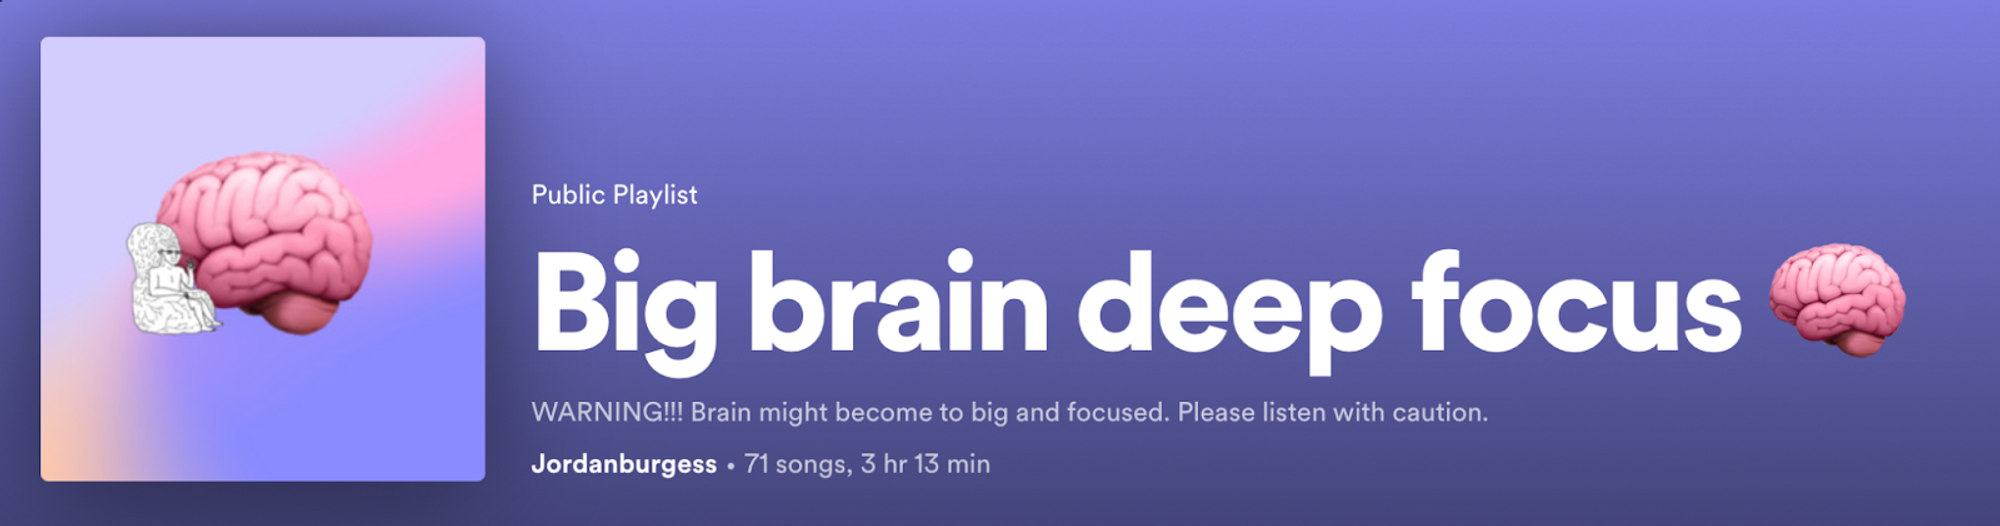 Public Playlist
Big brain deep focus 🧠
WARNING!!! Brain might become to big and focused. Please listen with caution.
Jordanburgess • 71 songs, 3 hr 13 min